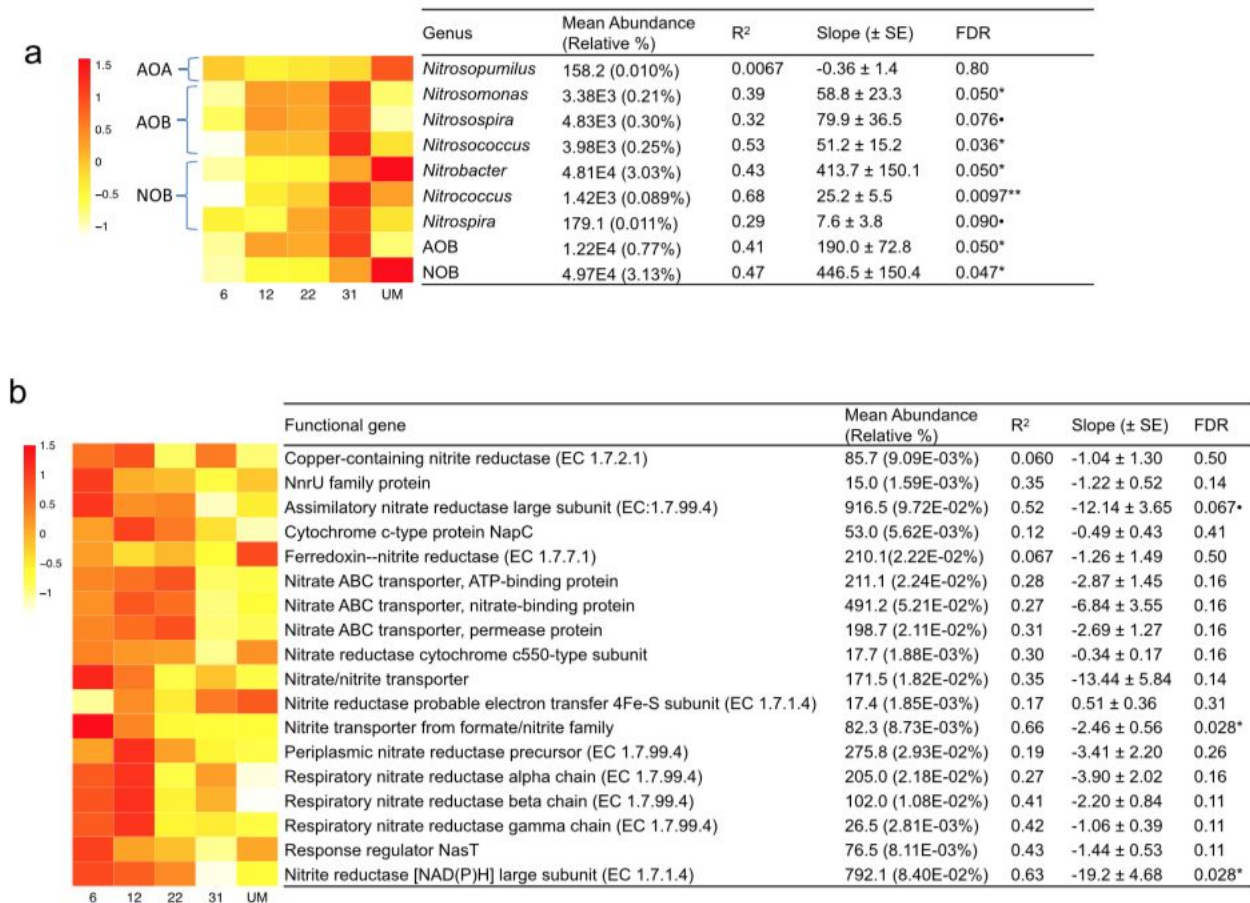 a
Genus Mean Abundance (Relative %) R² Slope (± SE) FDR
1.5
1
0.5
0
−0.5
−1
AOA
AOB
NOB
Nitrosopumilus 158.2 (0.010%) 0.0067 -0.36 ± 1.4 0.80
Nitrosomonas 3.38E3 (0.21%) 0.39 58.8 ± 23.3 0.050*
Nitrosospira 4.83E3 (0.30%) 0.32 79.9 ± 36.5 0.076•
Nitrosococcus 3.98E3 (0.25%) 0.53 51.2 ± 15.2 0.036*
Nitrobacter 4.81E4 (3.03%) 0.43 413.7 ± 150.1 0.050*
Nitrococcus 1.42E3 (0.089%) 0.68 25.2 ± 5.5 0.0097**
Nitrospira 179.1 (0.011%) 0.29 7.6 ± 3.8 0.090•
AOB 1.22E4 (0.77%) 0.41 190.0 ± 72.8 0.050*
NOB 4.97E4 (3.13%) 0.47 446.5 ± 150.4 0.047*
6 12 22 31 UM
b
Functional gene Mean Abundance (Relative %) R² Slope (± SE) FDR
1.5
1
0.5
0
−0.5
−1
Copper-containing nitrite reductase (EC 1.7.2.1) 85.7 (9.09E-03%) 0.060 -1.04 ± 1.30 0.50
NnrU family protein 15.0 (1.59E-03%) 0.35 -1.22 ± 0.52 0.14
Assimilatory nitrate reductase large subunit (EC:1.7.99.4) 916.5 (9.72E-02%) 0.52 -12.14 ± 3.65 0.067•
Cytochrome c-type protein NapC 53.0 (5.62E-03%) 0.12 -0.49 ± 0.43 0.41
Ferredoxin--nitrite reductase (EC 1.7.7.1) 210.1(2.22E-02%) 0.067 -1.26 ± 1.49 0.50
Nitrate ABC transporter, ATP-binding protein 211.1 (2.24E-02%) 0.28 -2.87 ± 1.45 0.16
Nitrate ABC transporter, nitrate-binding protein 491.2 (5.21E-02%) 0.27 -6.84 ± 3.55 0.16
Nitrate ABC transporter, permease protein 198.7 (2.11E-02%) 0.31 -2.69 ± 1.27 0.16
Nitrate reductase cytochrome c550-type subunit 17.7 (1.88E-03%) 0.30 -0.34 ± 0.17 0.16
Nitrate/nitrite transporter 171.5 (1.82E-02%) 0.35 -13.44 ± 5.84 0.14
Nitrite reductase probable electron transfer 4Fe-S subunit (EC 1.7.1.4) 17.4 (1.85E-03%) 0.17 0.51 ± 0.36 0.31
Nitrite transporter from formate/nitrite family 82.3 (8.73E-03%) 0.66 -2.46 ± 0.56 0.028*
Periplasmic nitrate reductase precursor (EC 1.7.99.4) 275.8 (2.93E-02%) 0.19 -3.41 ± 2.20 0.26
Respiratory nitrate reductase alpha chain (EC 1.7.99.4) 205.0 (2.18E-02%) 0.27 -3.90 ± 2.02 0.16
Respiratory nitrate reductase beta chain (EC 1.7.99.4) 102.0 (1.08E-02%) 0.41 -2.20 ± 0.84 0.11
Respiratory nitrate reductase gamma chain (EC 1.7.99.4) 26.5 (2.81E-03%) 0.42 -1.06 ± 0.39 0.11
Response regulator NasT 76.5 (8.11E-03%) 0.43 -1.44 ± 0.53 0.11
Nitrite reductase [NAD(P)H] large subunit (EC 1.7.1.4) 792.1 (8.40E-02%) 0.63 -19.2 ± 4.68 0.028*
6 12 22 31 UM